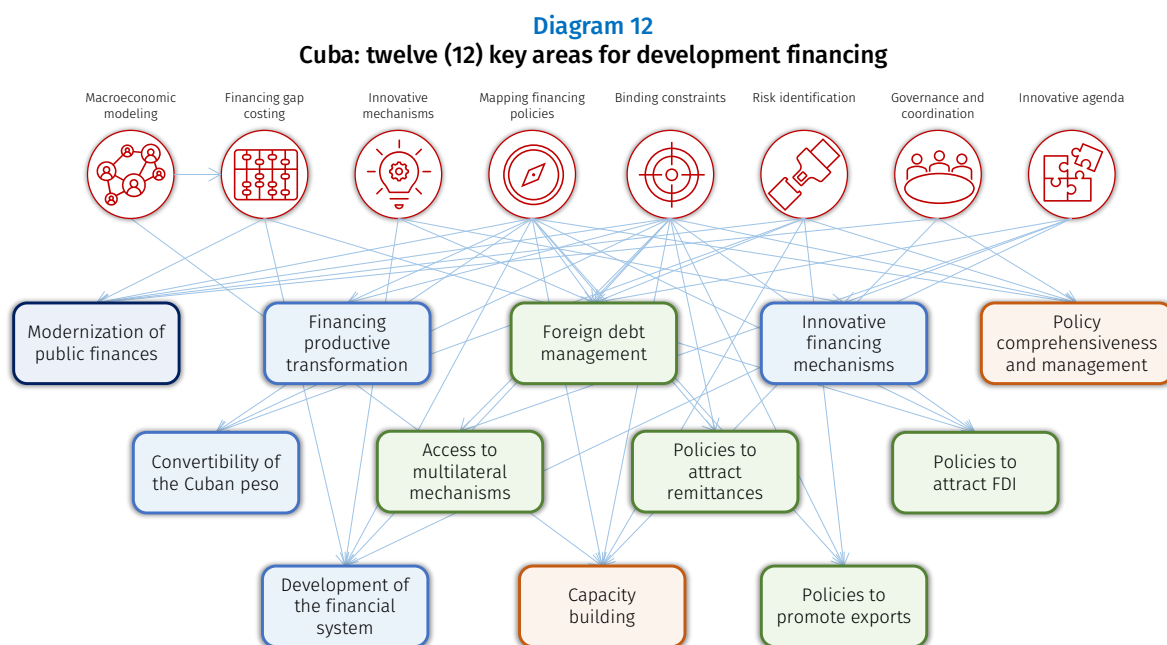 Diagram 12
Cuba: twelve (12) key areas for development financing
Macroeconomic
modeling
Financing gap
costing
Innovative
mechanisms
Mapping financing
policies
Binding constraints
Risk identification
Governance and
coordination
Innovative agenda
Modernization of
public finances
Financing
productive
transformation
Foreign debt
management
Innovative
financing
mechanisms
Policy
comprehensiveness
and management
Convertibility of
the Cuban peso
Access to
multilateral
mechanisms
Policies to
attract
remittances
Policies to
attract FDI
Development of
the financial
system
Capacity
building
Policies to
promote exports